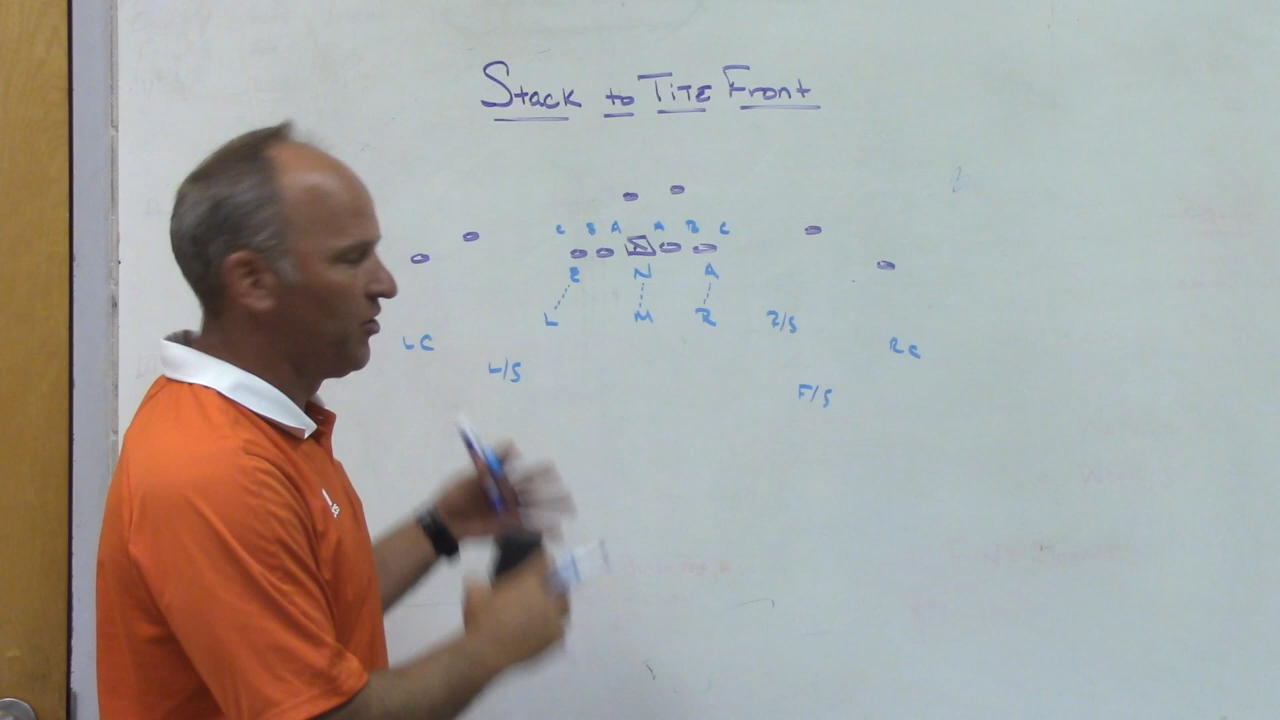 Stack to TITE Front
C B A A B C
X
E N A
L M R R/S
LC RC
L/S
F/S